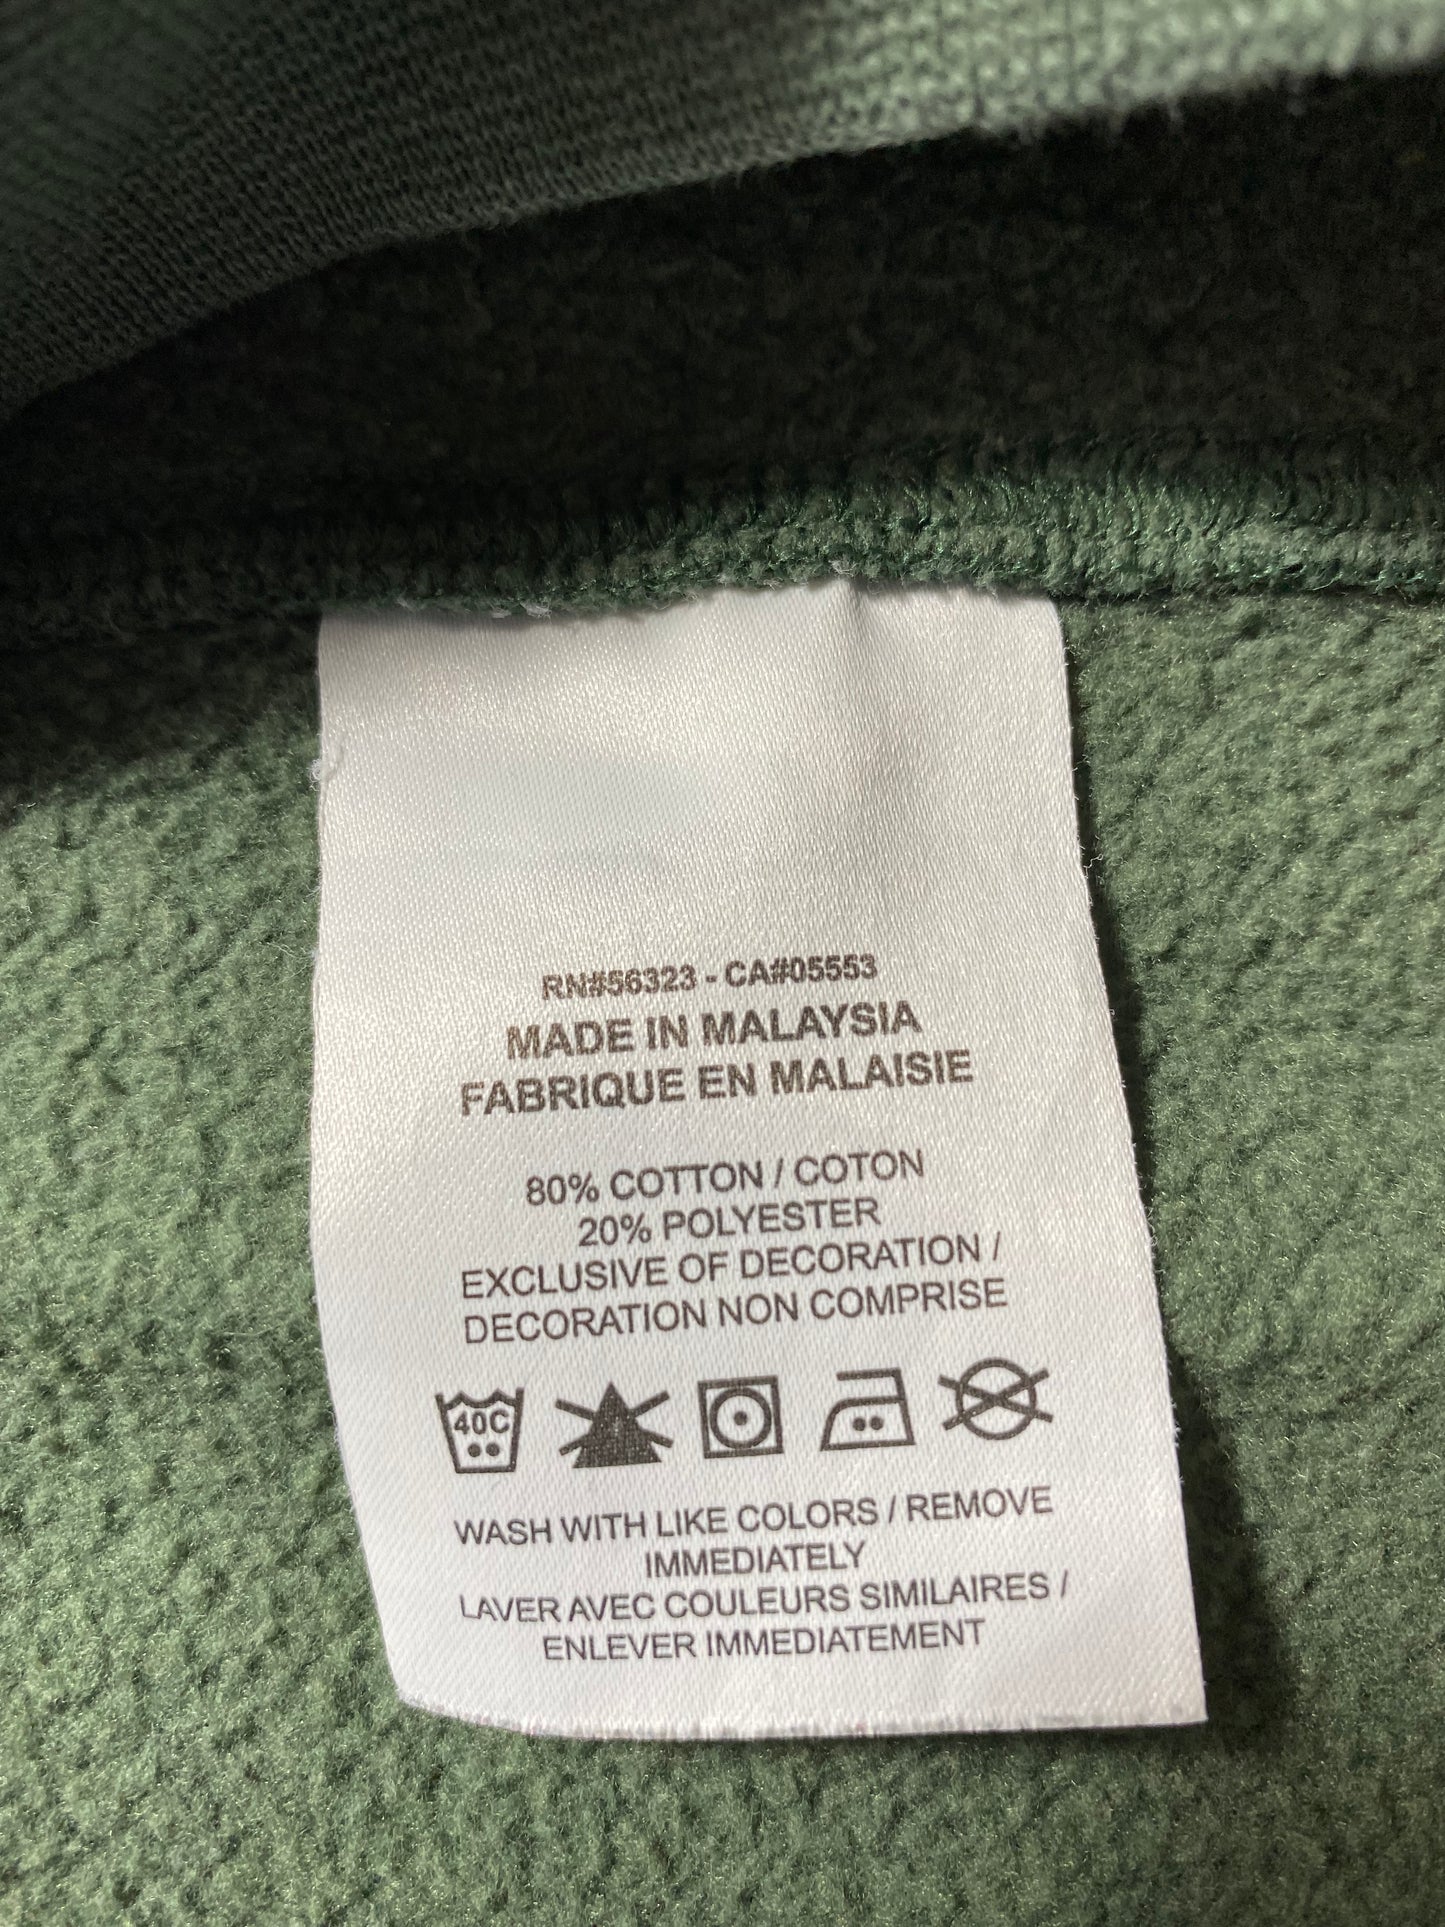 RN#56323 - CA#05553
MADE IN MALAYSIA
FABRIQUE EN MALAISIE
80% COTTON / COTON
20% POLYESTER
EXCLUSIVE OF DECORATION /
DECORATION NON COMPRISE
40C
WASH WITH LIKE COLORS / REMOVE
IMMEDIATELY
LAVER AVEC COULEURS SIMILAIRES /
ENLEVER IMMEDIATEMENT